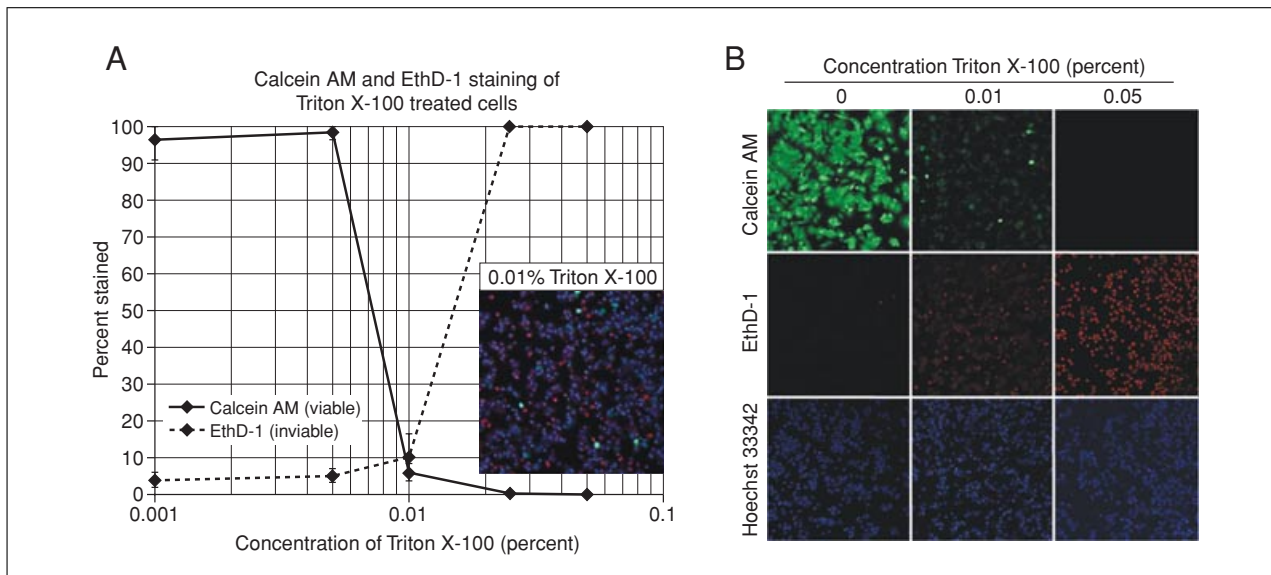 A
Calcein AM and EthD-1 staining of
Triton X-100 treated cells
Percent stained
100
90
80
70
60
50
40
30
20
10
0
0.01% Triton X-100
Calcein AM (viable)
EthD-1 (inviable)
0.001
0.01
0.1
Concentration of Triton X-100 (percent)
B
Concentration Triton X-100 (percent)
0
0.01
0.05
Calcein AM
EthD-1
Hoechst 33342